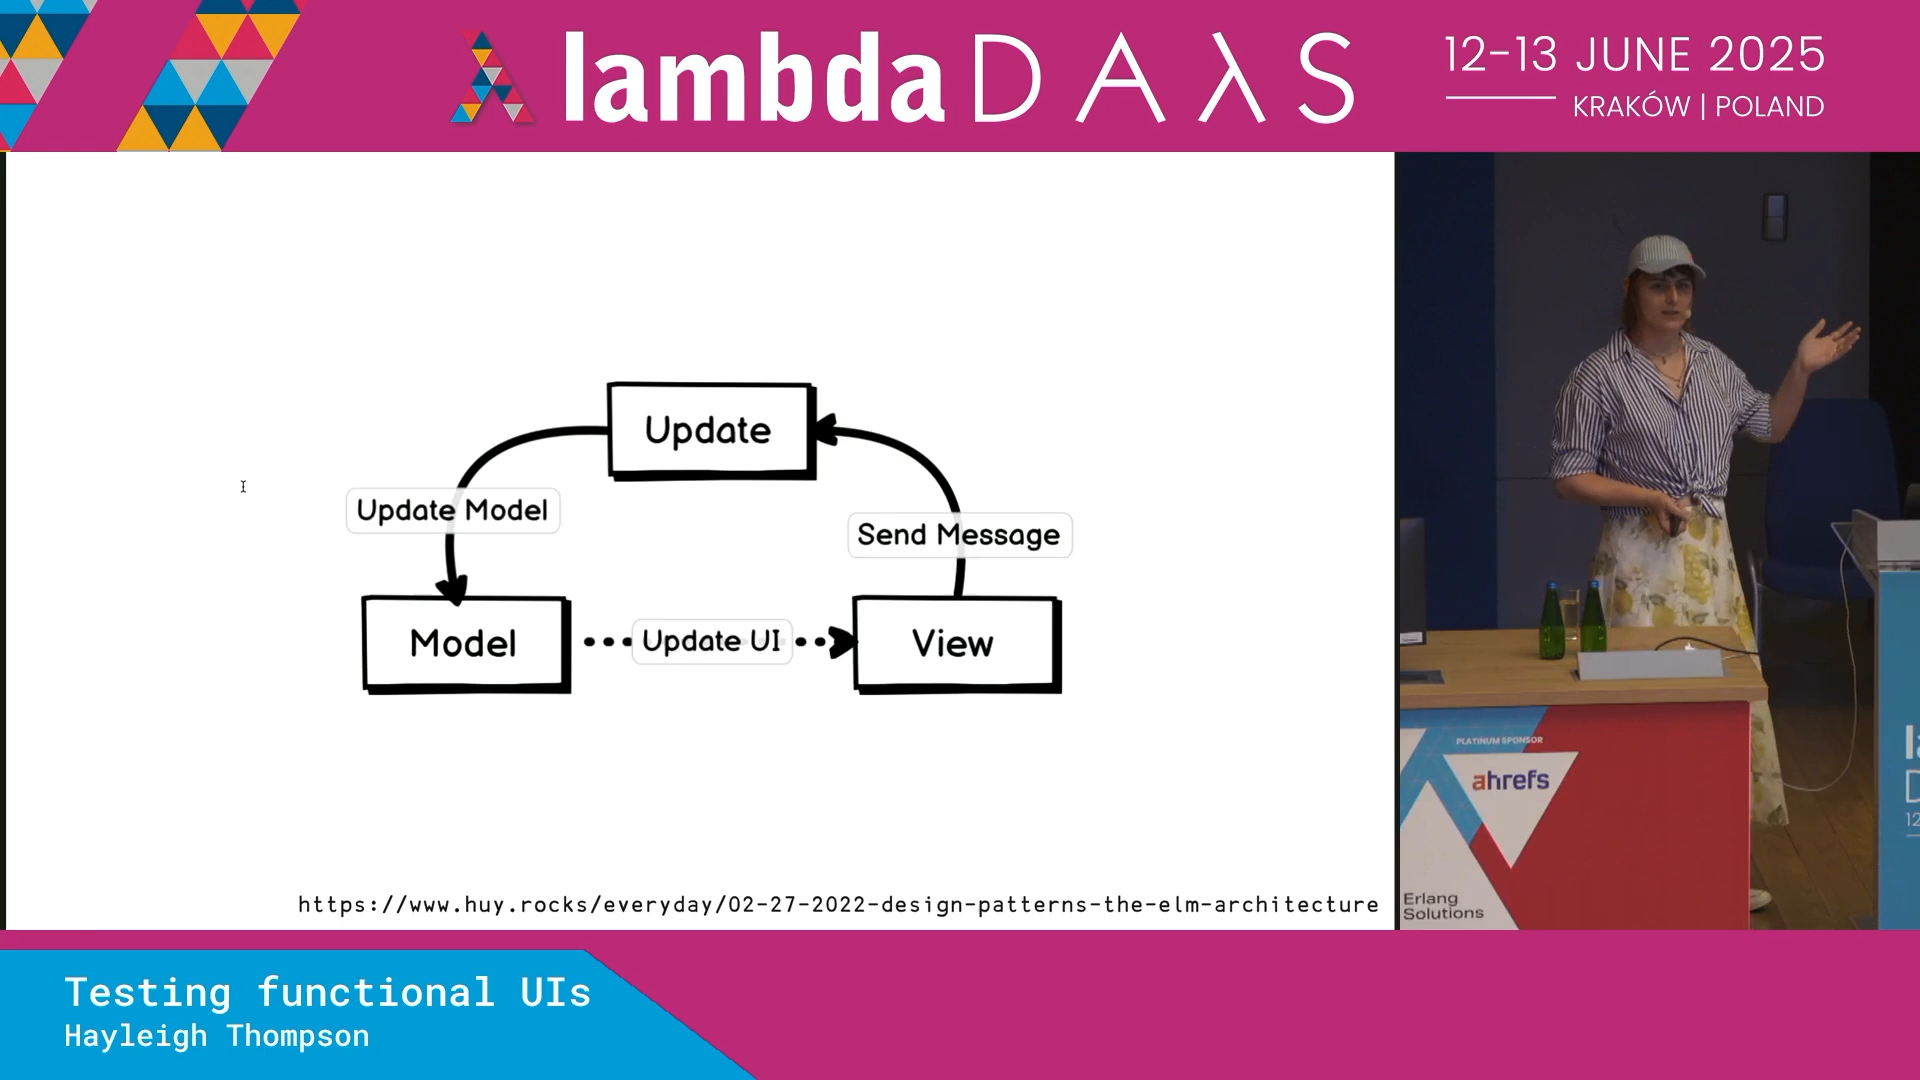 lambda DAλS
12-13 JUNE 2025
KRAKÓW | POLAND
Update
Update Model
Send Message
Model
Update UI
View
https://www.huy.rocks/everyday/02-27-2022-design-patterns-the-elm-architecture
PLATINUM SPONSOR
ahrefs
Erlang
Solutions
Testing functional UIs
Hayleigh Thompson